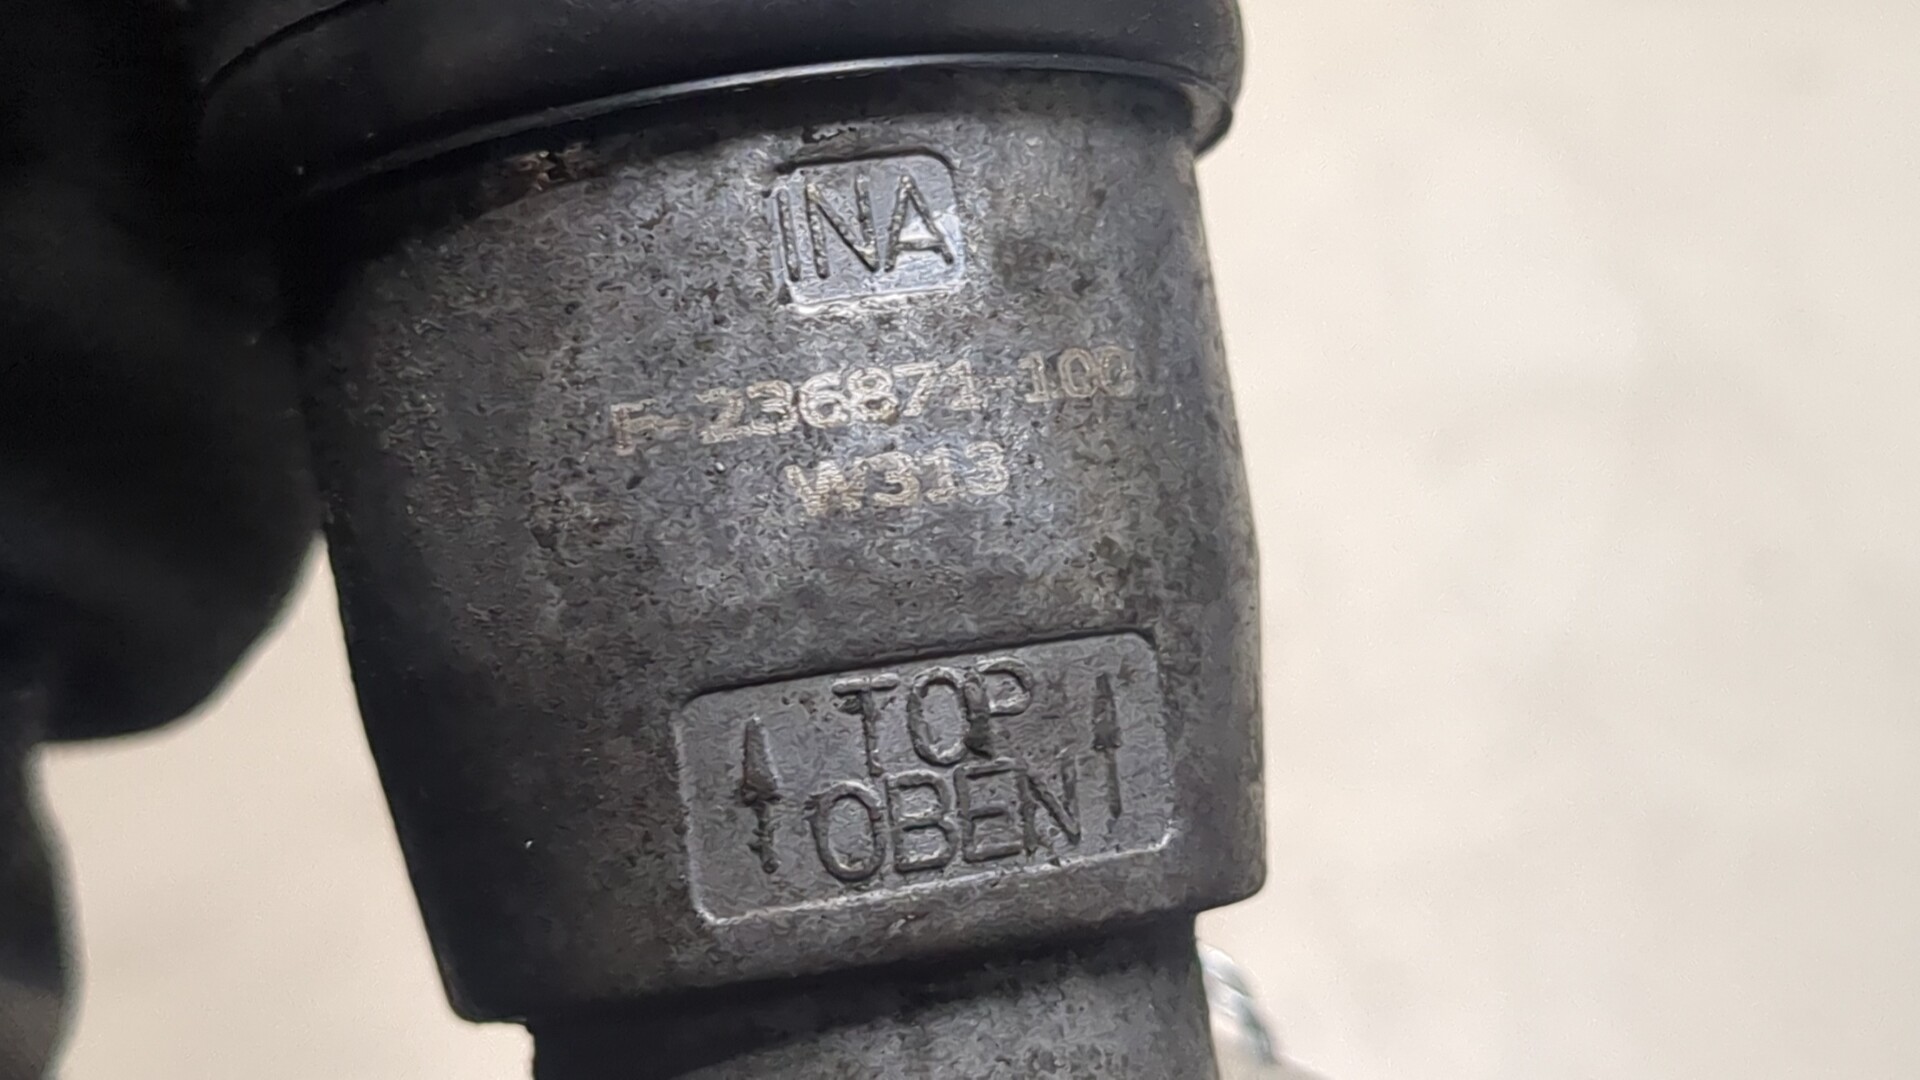 INA
F-236871-100
W313
TOP
OBEN